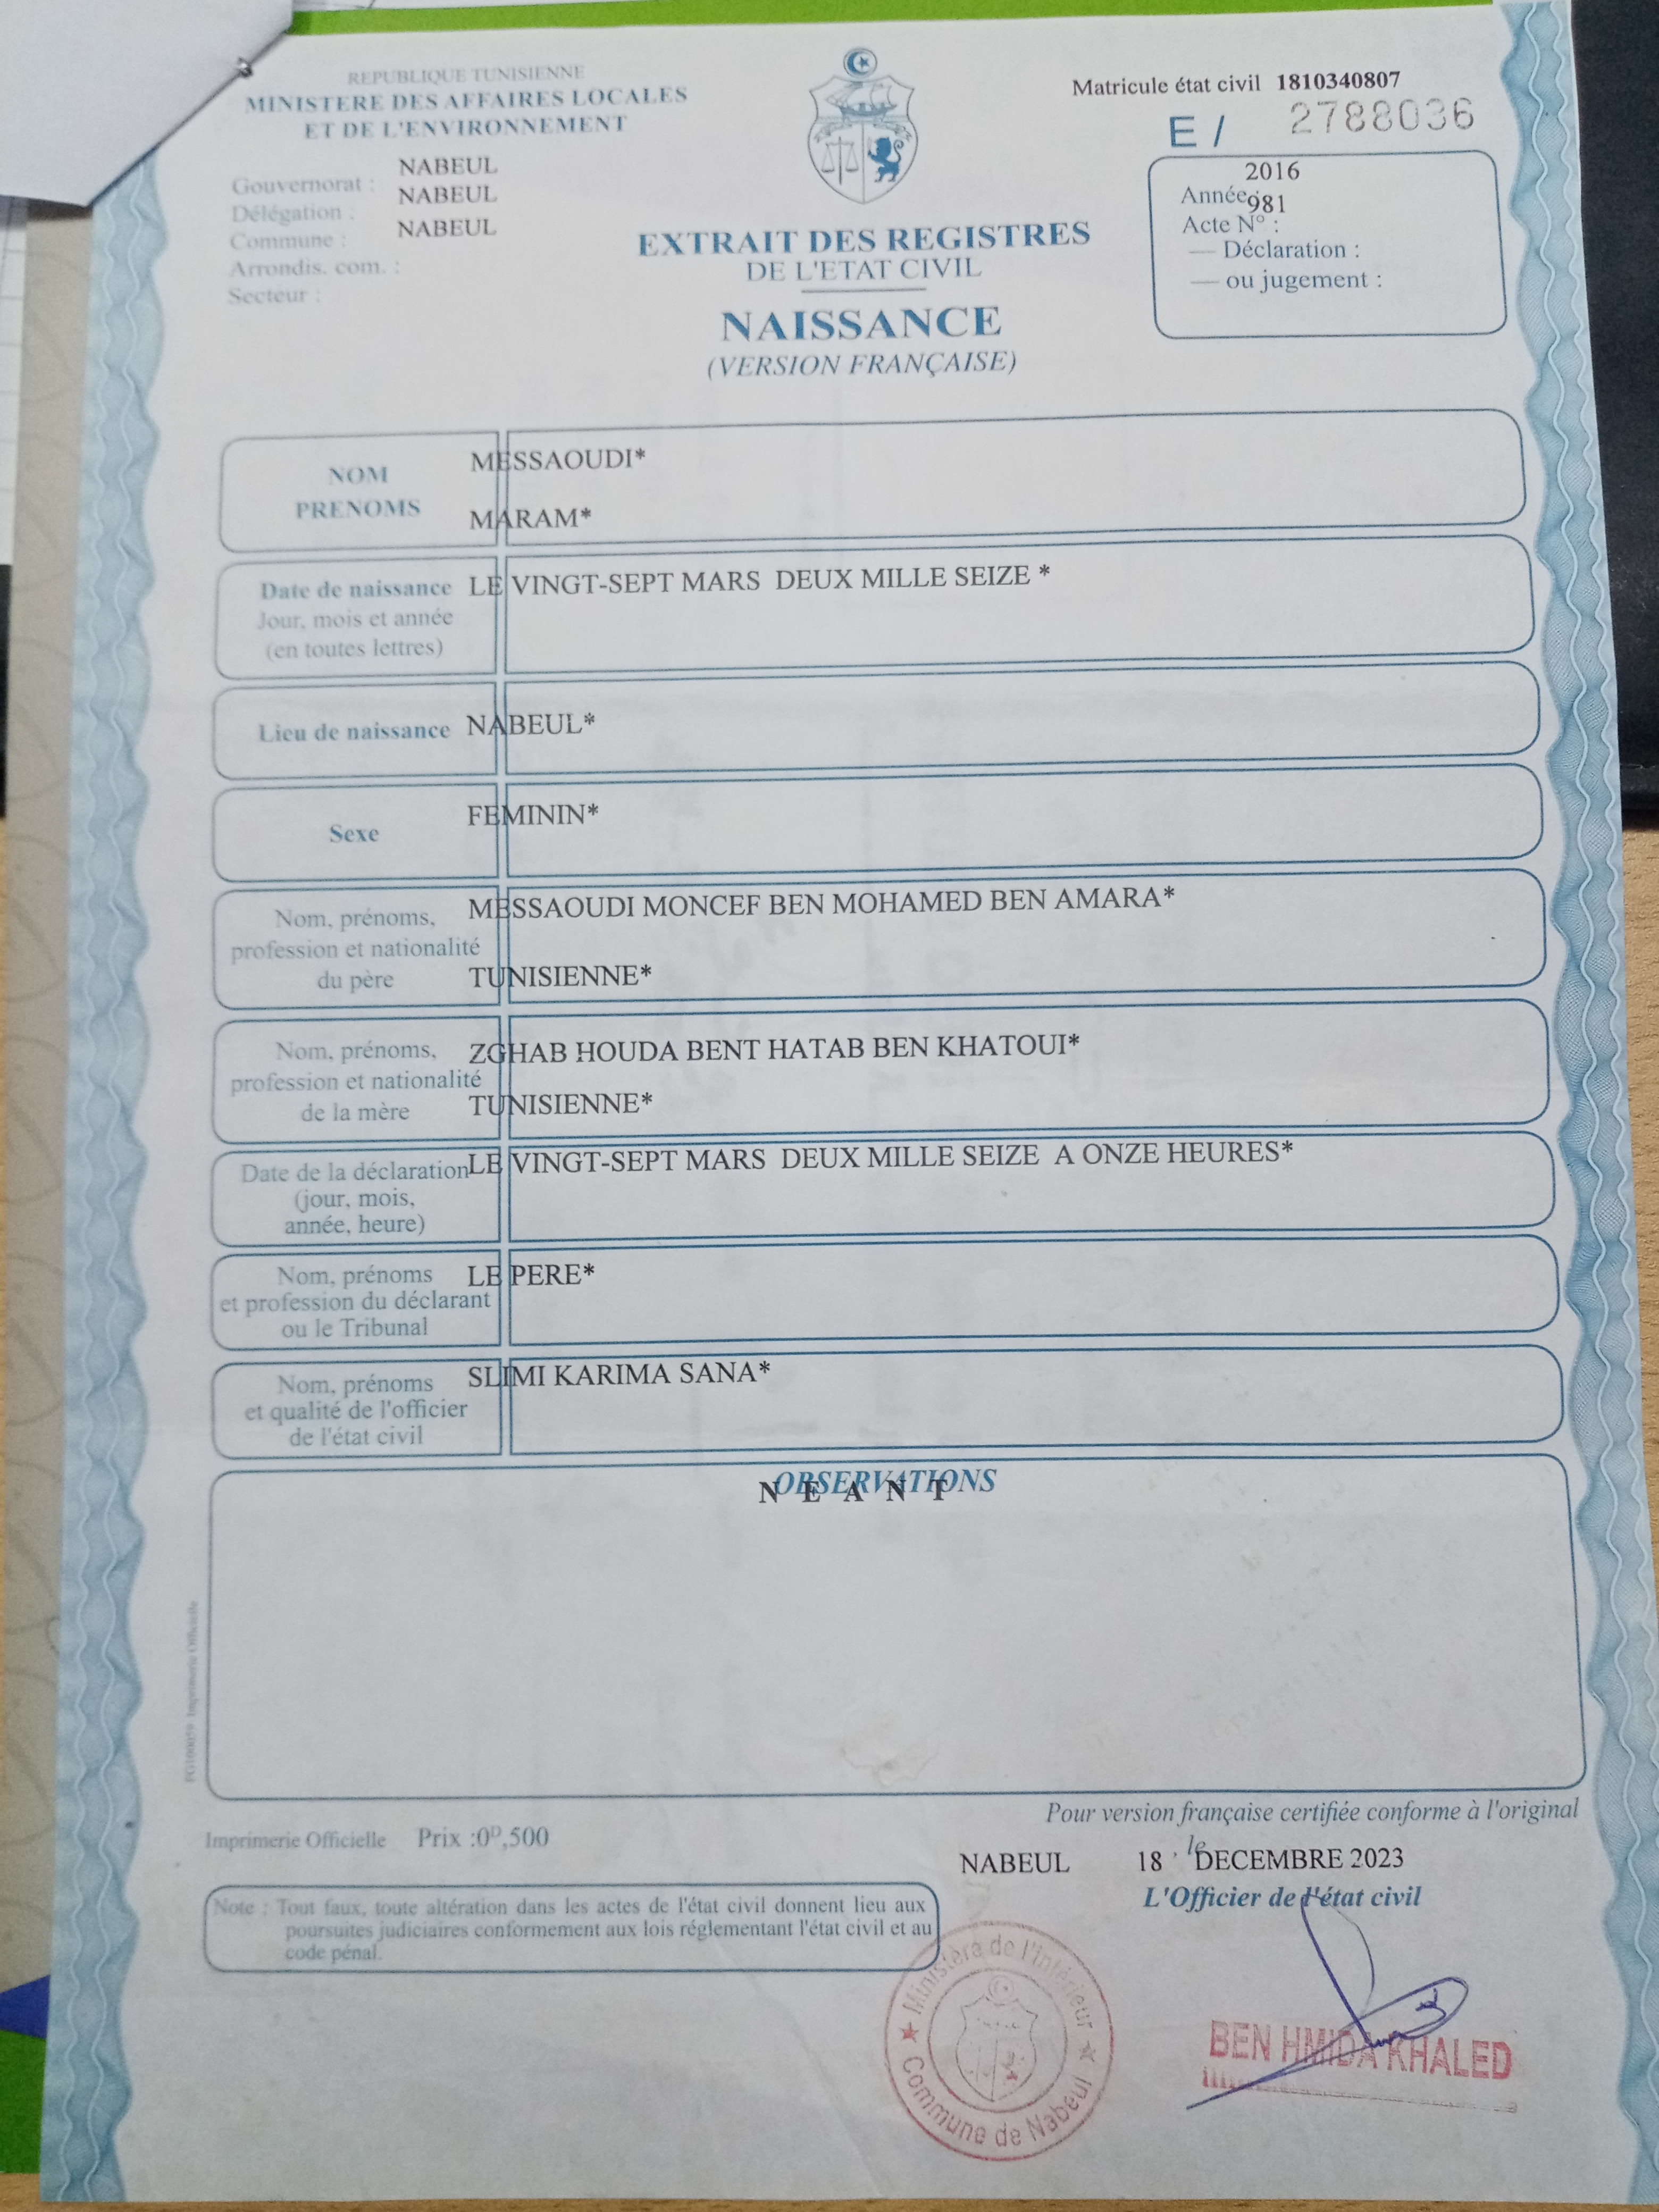 REPUBLIQUE TUNISIENNE
MINISTERE DES AFFAIRES LOCALES
ET DE L'ENVIRONNEMENT
Matricule état civil 1810340807
E / 2788036
Gouvernorat : NABEUL
Délégation : NABEUL
Commune : NABEUL
Arrondis. com. :
Secteur :
2016
Année :
981
Acte N° :
— Déclaration :
— ou jugement :
EXTRAIT DES REGISTRES
DE L'ETAT CIVIL
NAISSANCE
(VERSION FRANÇAISE)
NOM MESSAOUDI*
PRENOMS MARAM*
Date de naissance LE VINGT-SEPT MARS DEUX MILLE SEIZE *
Jour, mois et année
(en toutes lettres)
Lieu de naissance NABEUL*
Sexe FEMININ*
Nom, prénoms, MESSAOUDI MONCEF BEN MOHAMED BEN AMARA*
profession et nationalité
du père TUNISIENNE*
Nom, prénoms, ZGHAB HOUDA BENT HATAB BEN KHATOUI*
profession et nationalité
de la mère TUNISIENNE*
Date de la déclaration LE VINGT-SEPT MARS DEUX MILLE SEIZE A ONZE HEURES*
(jour, mois,
année, heure)
Nom, prénoms LE PERE*
et profession du déclarant
ou le Tribunal
Nom, prénoms SLIMI KARIMA SANA*
et qualité de l'officier
de l'état civil
OBSERVATIONS
N E A N T
Imprimerie Officielle
Pour version française certifiée conforme à l'original
Imprimerie Officielle Prix :0ᴰ,500
NABEUL 18 le DECEMBRE 2023
L'Officier de l'état civil
Note : Tout faux, toute altération dans les actes de l'état civil donnent lieu aux
poursuites judiciaires conformement aux lois réglementant l'état civil et au
code pénal.
Ministère de l'Intérieur
Commune de Nabeul
BEN HMIDA KHALED